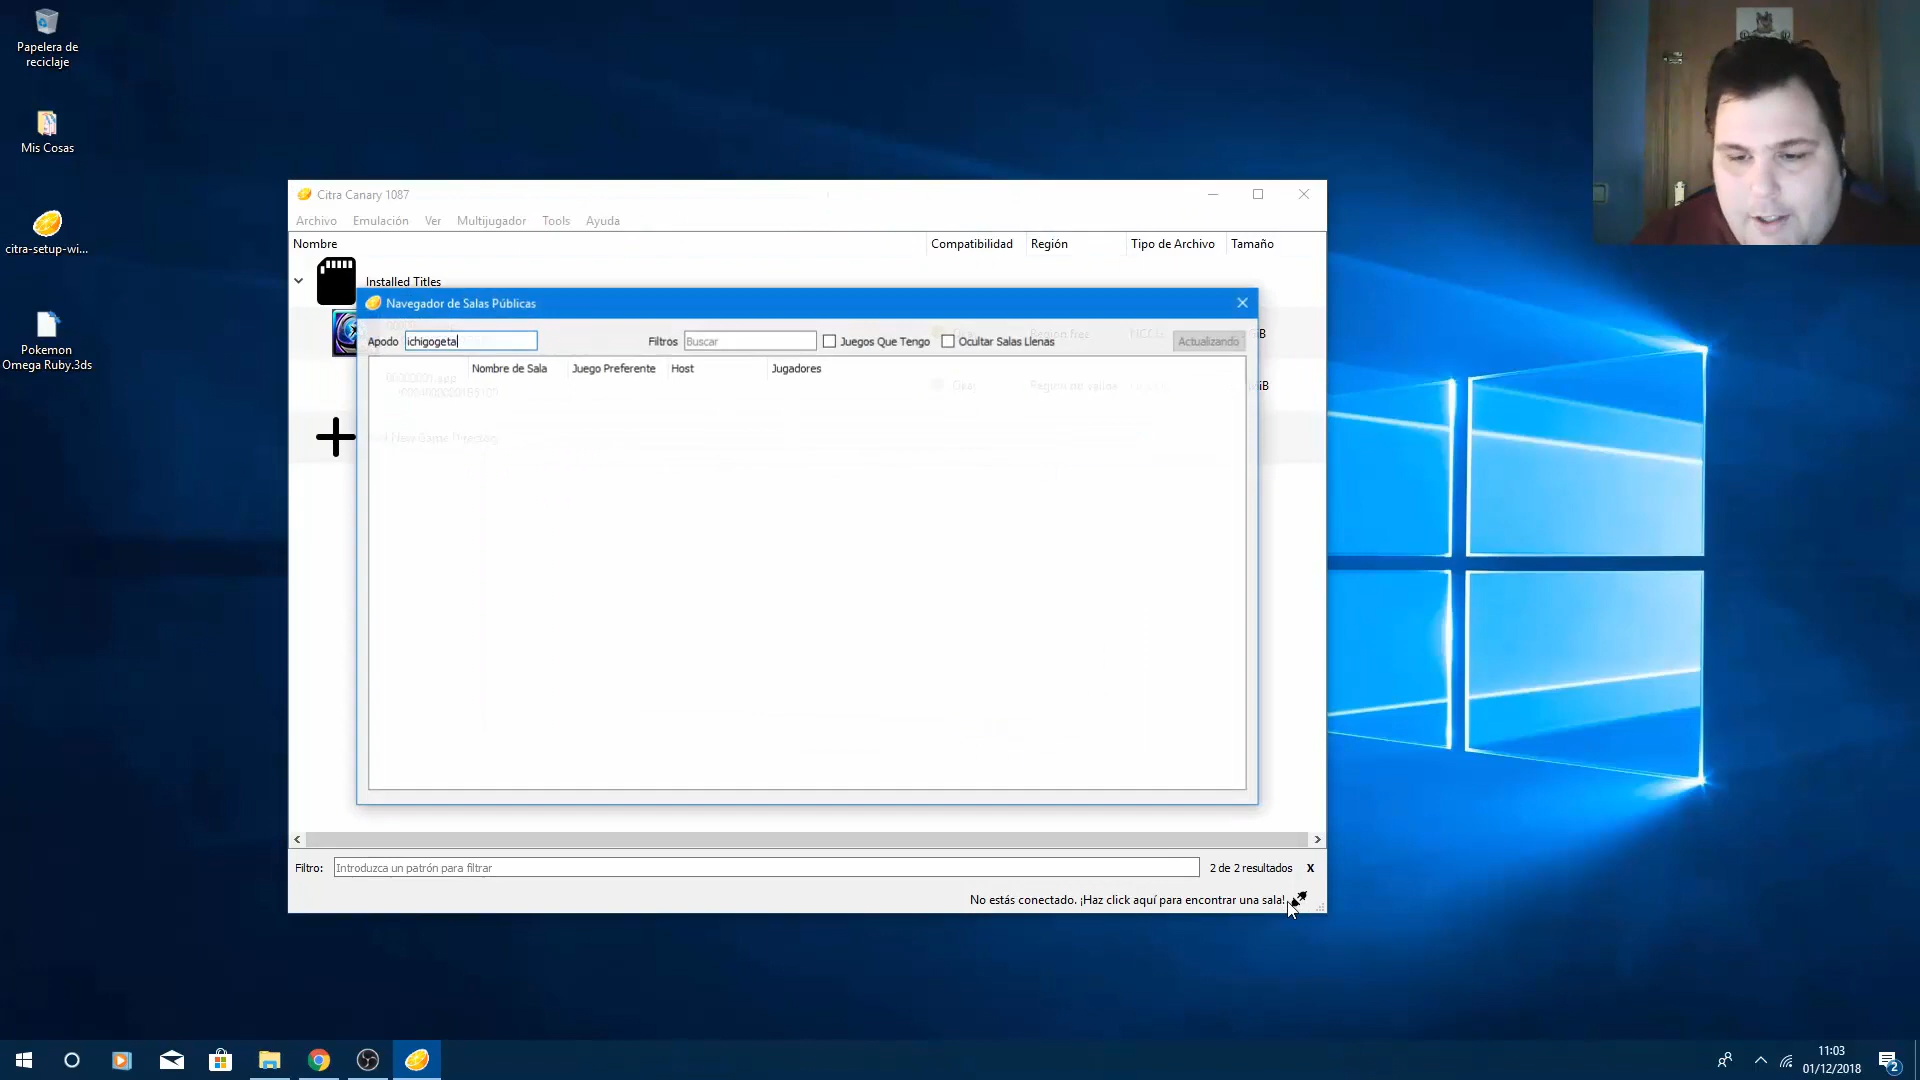 Papelera de
reciclaje
Mis Cosas
citra-setup-wi...
Pokemon
Omega Ruby.3ds
Citra Canary 1087
Archivo Emulación Ver Multijugador Tools Ayuda
Nombre Compatibilidad Región Tipo de Archivo Tamaño
Installed Titles
Navegador de Salas Públicas
Apodo ichigogeta Filtros Buscar Juegos Que Tengo Ocultar Salas Llenas Actualizando
Nombre de Sala Juego Preferente Host Jugadores
Filtro: Introduzca un patrón para filtrar 2 de 2 resultados X
No estás conectado. ¡Haz click aquí para encontrar una sala!
11:03
01/12/2018
2